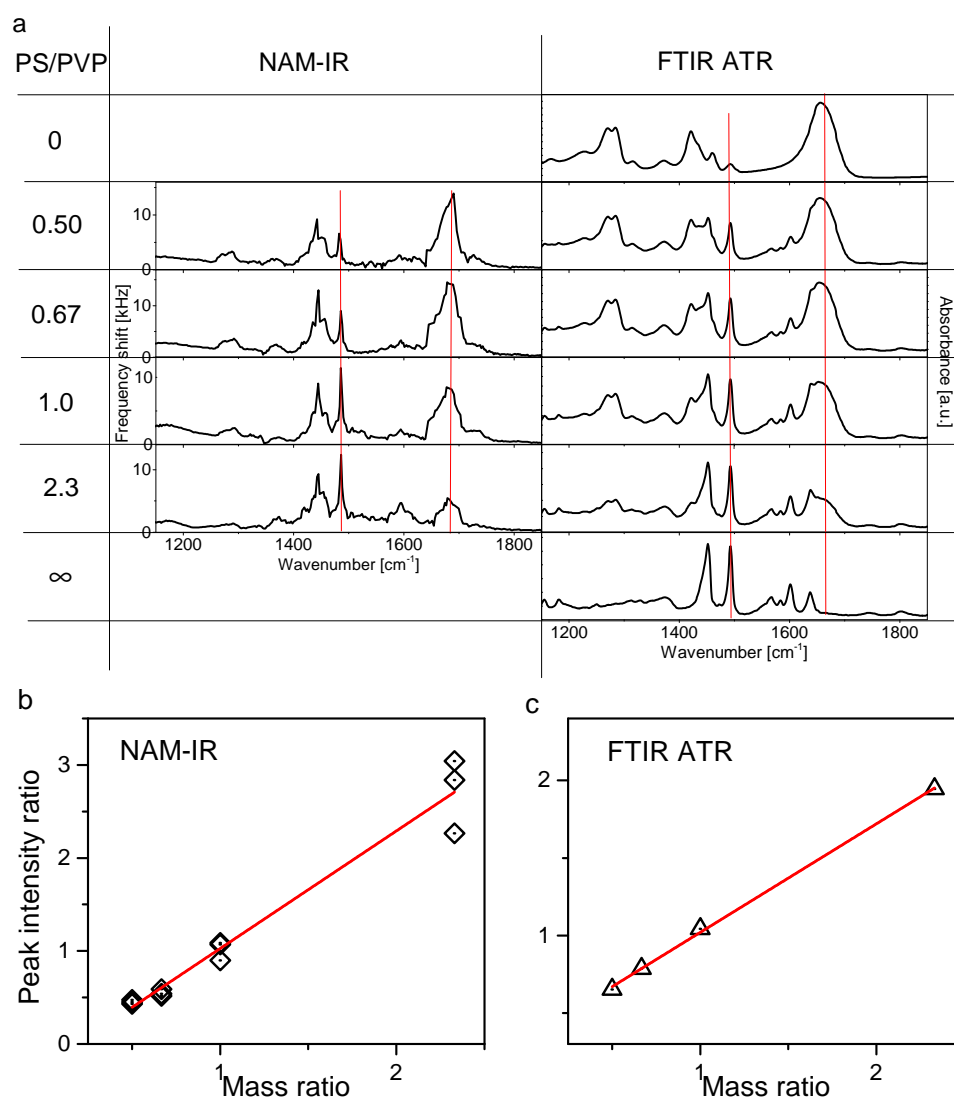 a
PS/PVP NAM-IR FTIR ATR
0
0.50
0.67
1.0
2.3
∞
10
0
10
0
10
0
10
0
Frequency shift [kHz]
Absorbance [a.u.]
1200 1400 1600 1800
Wavenumber [cm⁻¹]
1200 1400 1600 1800
Wavenumber [cm⁻¹]
b
NAM-IR
Peak intensity ratio
3
2
1
0
1 2
Mass ratio
c
FTIR ATR
2
1
1 2
Mass ratio